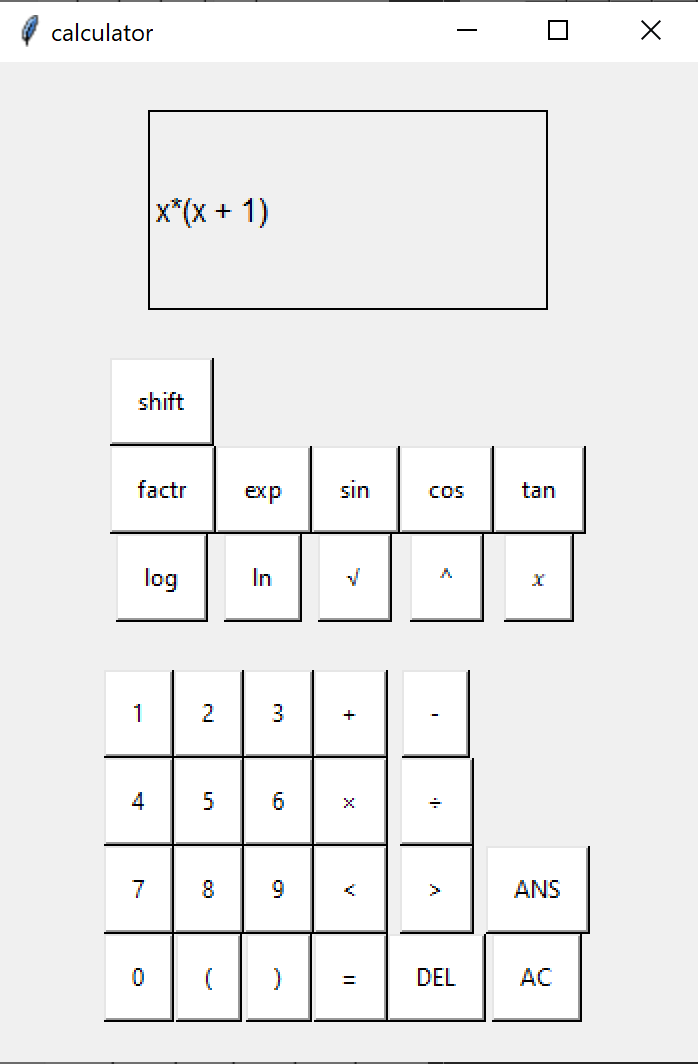 calculator
x*(x + 1)
shift
factr exp sin cos tan
log ln √ ^ x
1 2 3 + -
4 5 6 × ÷
7 8 9 < > ANS
0 ( ) = DEL AC